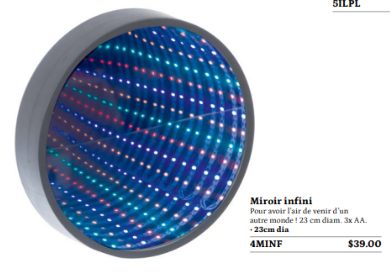 5ILPL
Miroir infini
Pour avoir l'air de venir d'un
autre monde ! 23 cm diam. 3x AA.
- 23cm dia
4MINF $39.00